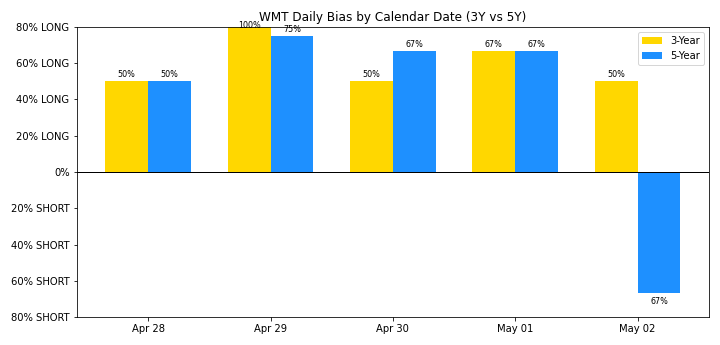 WMT Daily Bias by Calendar Date (3Y vs 5Y)
80% LONG
60% LONG
40% LONG
20% LONG
0%
20% SHORT
40% SHORT
60% SHORT
80% SHORT
50%
50%
100%
75%
50%
67%
67%
67%
50%
67%
3-Year
5-Year
Apr 28
Apr 29
Apr 30
May 01
May 02